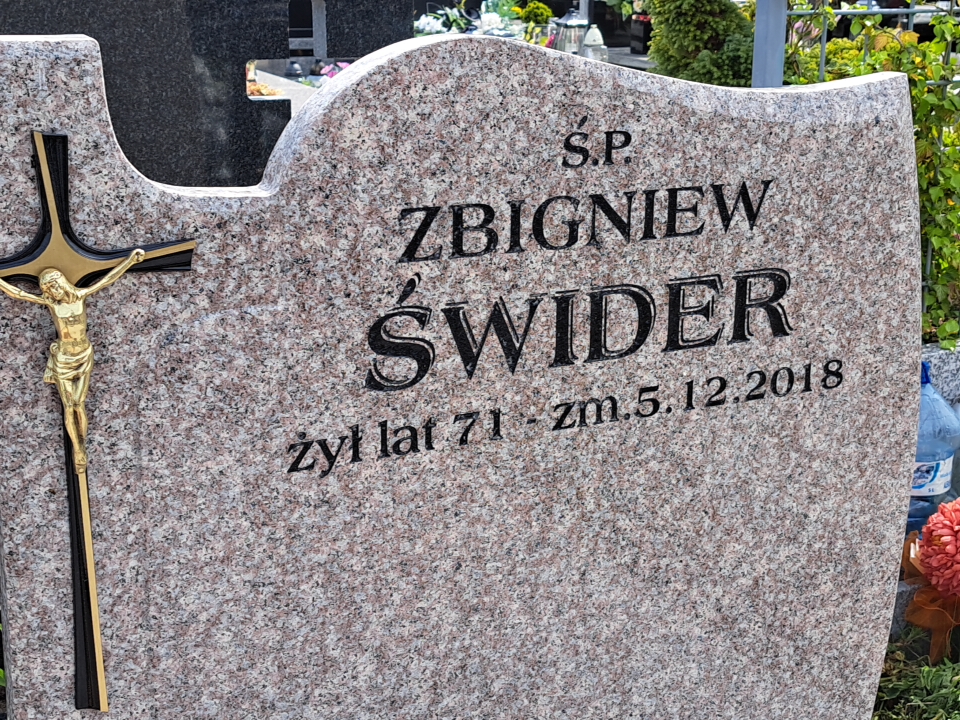 Ś.P.
ZBIGNIEW
ŚWIDER
żył lat 71 - zm.5.12.2018